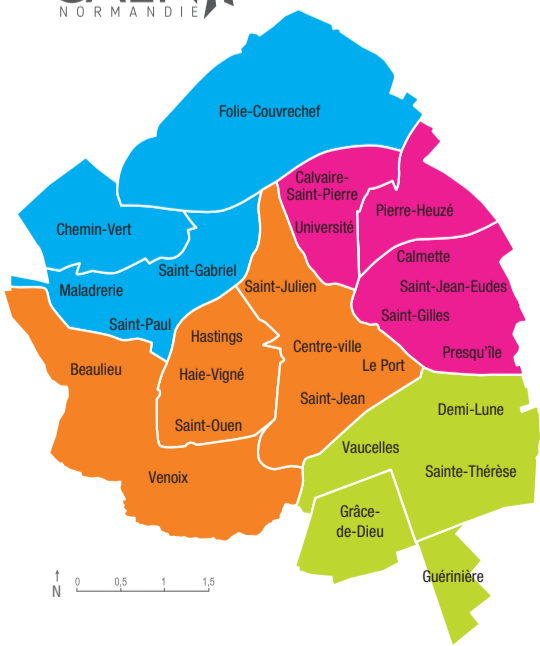 NORMANDIE
Folie-Couvrechef
Calvaire-
Saint-Pierre
Université
Pierre-Heuzé
Chemin-Vert
Calmette
Saint-Gabriel
Saint-Julien
Saint-Jean-Eudes
Maladrerie
Saint-Paul
Saint-Gilles
Hastings
Centre-ville
Presqu'île
Beaulieu
Haie-Vigné
Le Port
Saint-Jean
Demi-Lune
Saint-Ouen
Vaucelles
Venoix
Sainte-Thérèse
Grâce-
de-Dieu
Guérinière
N
0 0,5 1 1,5